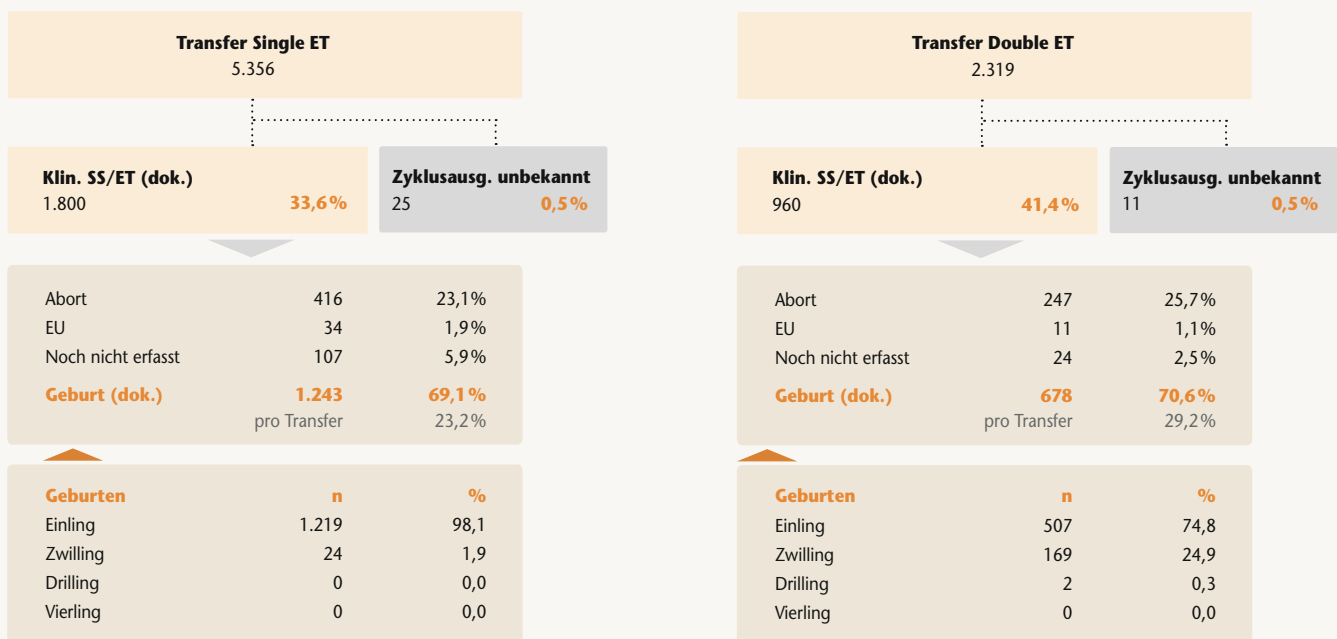 Transfer Single ET
5.356
Klin. SS/ET (dok.)
1.800 33,6%
Zyklusausg. unbekannt
25 0,5%
Abort 416 23,1%
EU 34 1,9%
Noch nicht erfasst 107 5,9%
Geburt (dok.) 1.243 69,1%
pro Transfer 23,2%
Geburten n %
Einling 1.219 98,1
Zwilling 24 1,9
Drilling 0 0,0
Vierling 0 0,0
Transfer Double ET
2.319
Klin. SS/ET (dok.)
960 41,4%
Zyklusausg. unbekannt
11 0,5%
Abort 247 25,7%
EU 11 1,1%
Noch nicht erfasst 24 2,5%
Geburt (dok.) 678 70,6%
pro Transfer 29,2%
Geburten n %
Einling 507 74,8
Zwilling 169 24,9
Drilling 2 0,3
Vierling 0 0,0